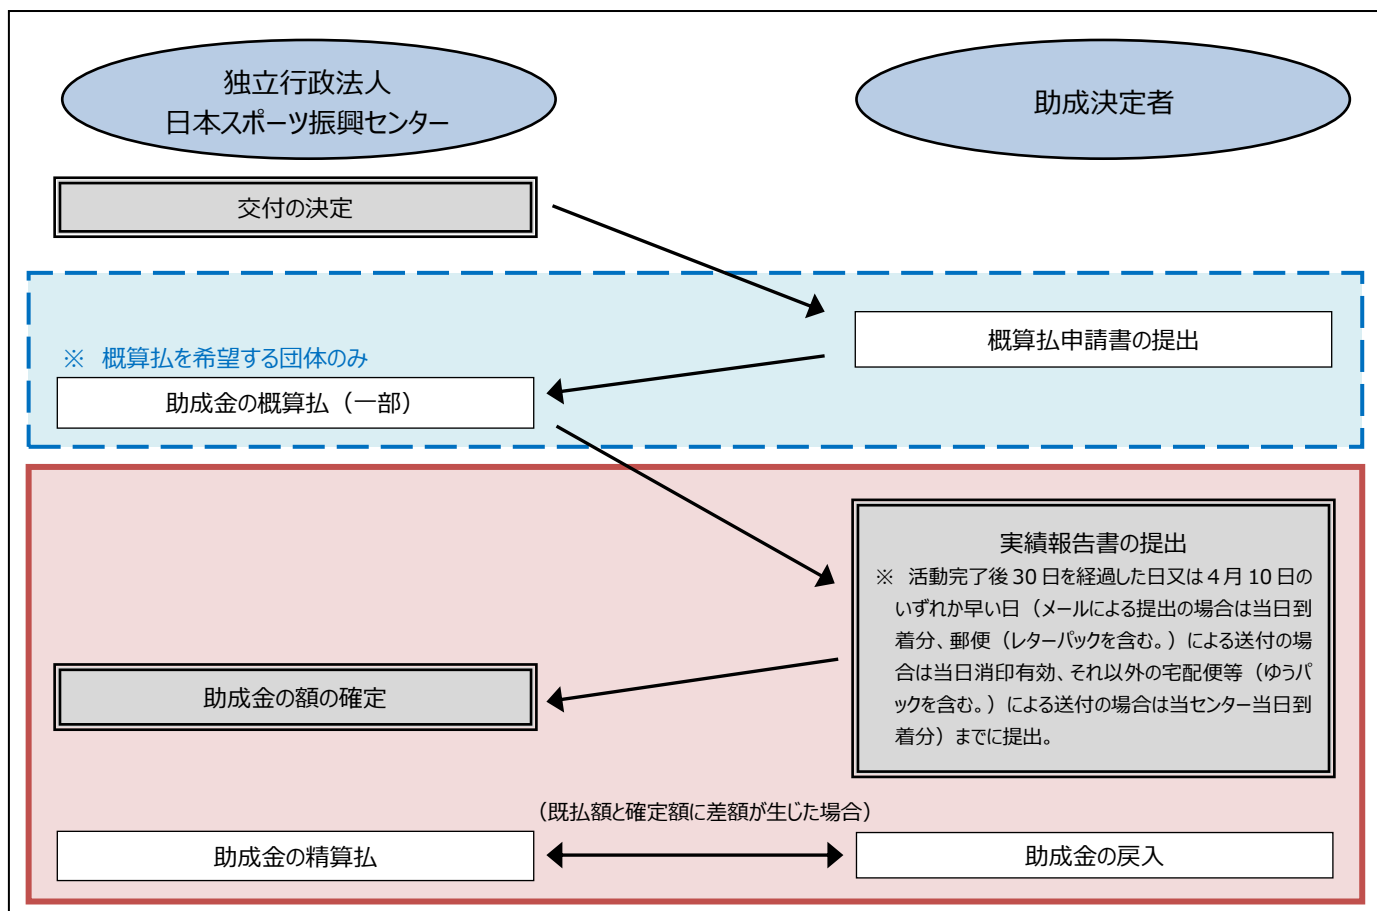 独立行政法人
日本スポーツ振興センター
助成決定者
交付の決定
概算払申請書の提出
※　概算払を希望する団体のみ
助成金の概算払（一部）
実績報告書の提出
※　活動完了後 30 日を経過した日又は４月 10 日の
いずれか早い日（メールによる提出の場合は当日到
着分、郵便（レターパックを含む。）による送付の場
合は当日消印有効、それ以外の宅配便等（ゆうパ
ックを含む。）による送付の場合は当センター当日到
着分）までに提出。
助成金の額の確定
（既払額と確定額に差額が生じた場合）
助成金の精算払
助成金の戻入